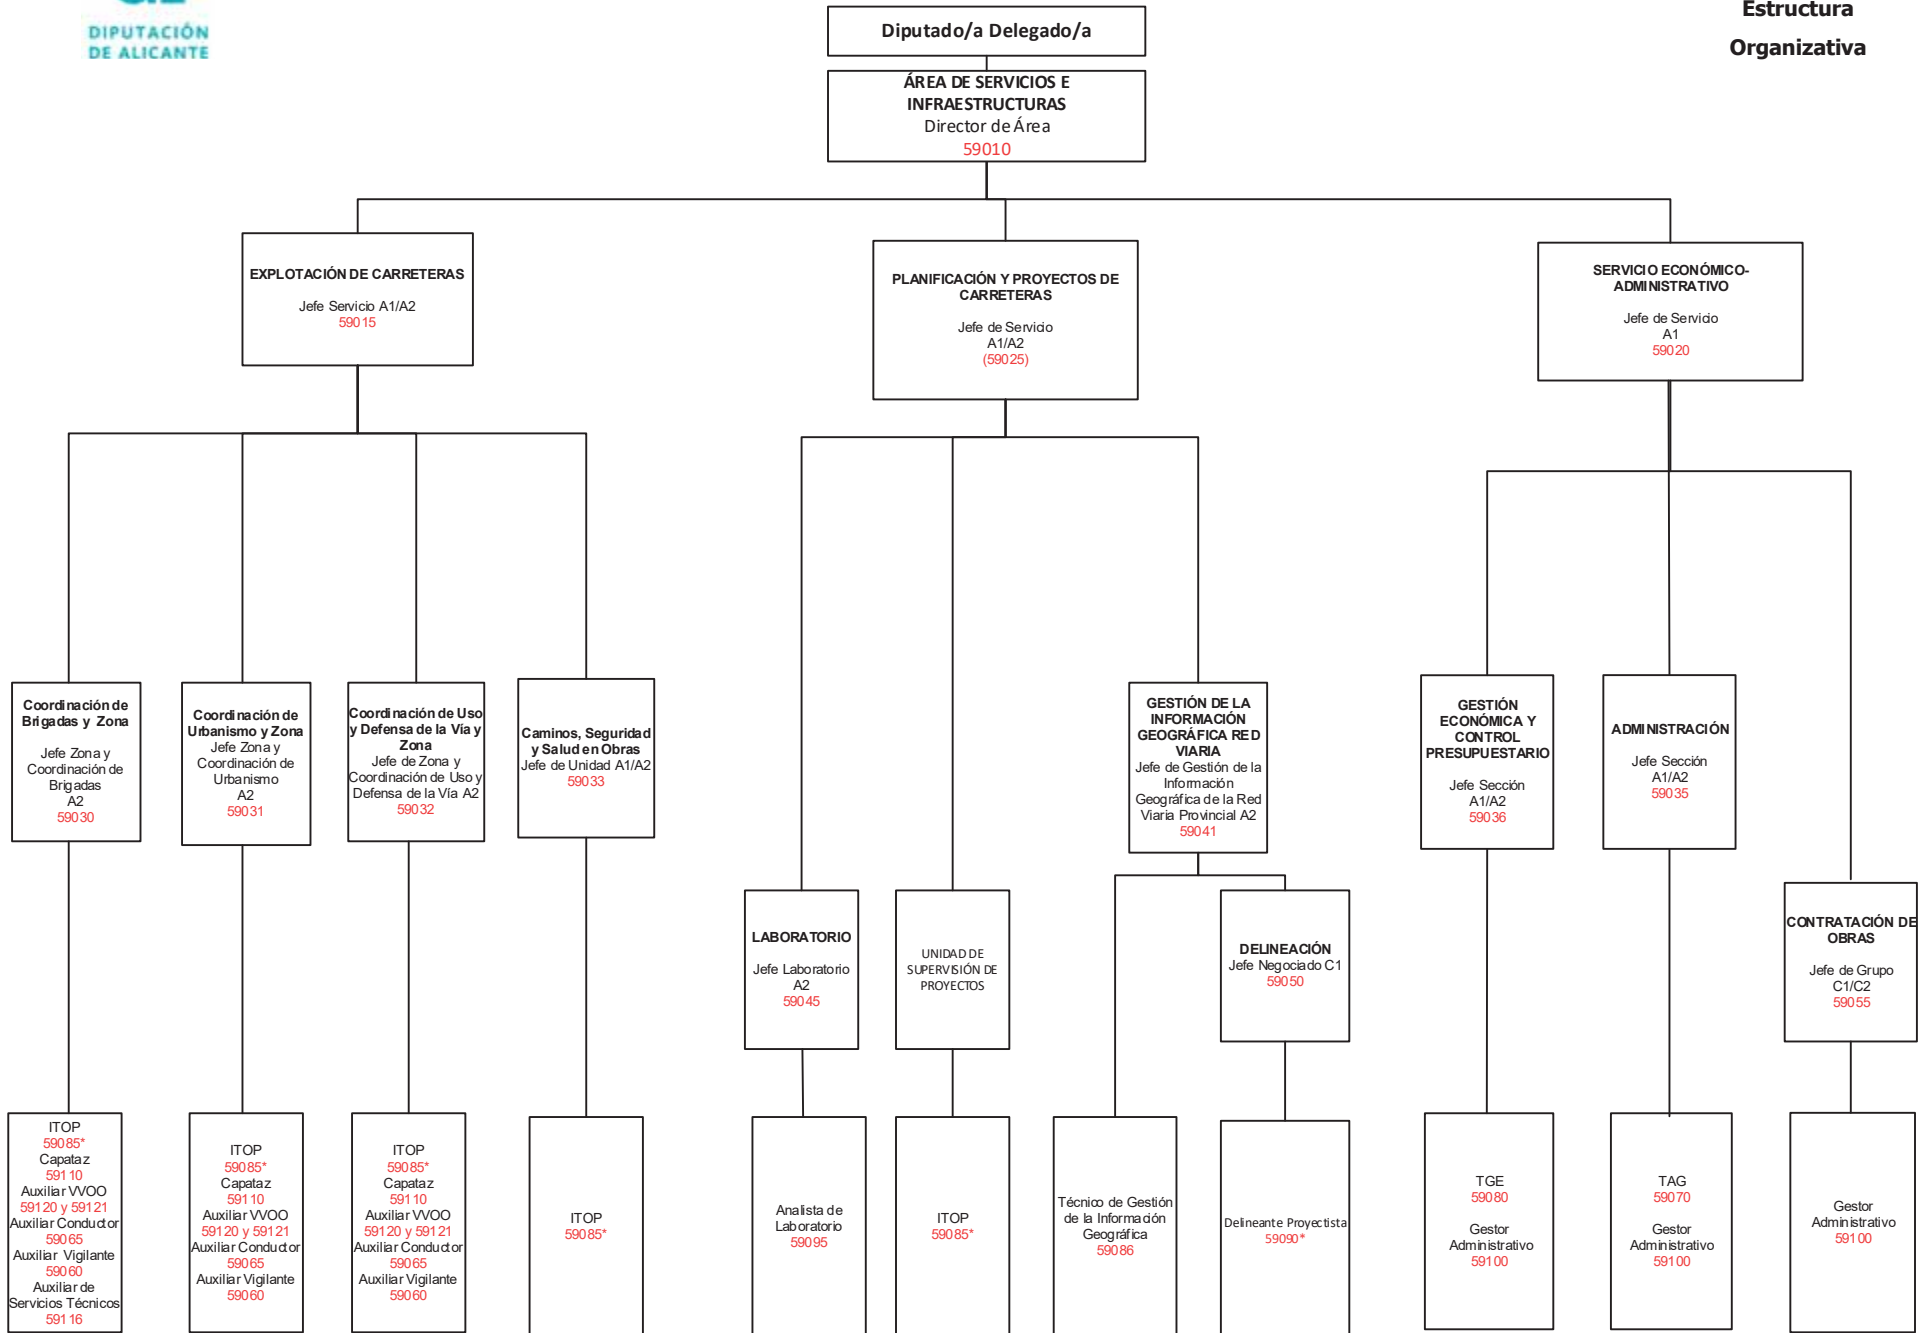 DIPUTACIÓN
DE ALICANTE
Estructura
Organizativa
Diputado/a Delegado/a
ÁREA DE SERVICIOS E
INFRAESTRUCTURAS
Director de Área
59010
EXPLOTACIÓN DE CARRETERAS
Jefe Servicio A1/A2
59015
PLANIFICACIÓN Y PROYECTOS DE
CARRETERAS
Jefe de Servicio
A1/A2
(59025)
SERVICIO ECONÓMICO-
ADMINISTRATIVO
Jefe de Servicio
A1
59020
Coordinación de
Brigadas y Zona
Jefe Zona y
Coordinación de
Brigadas
A2
59030
Coordinación de
Urbanismo y Zona
Jefe Zona y
Coordinación de
Urbanismo
A2
59031
Coordinación de Uso
y Defensa de la Vía y
Zona
Jefe de Zona y
Coordinación de Uso y
Defensa de la Vía A2
59032
Caminos, Seguridad
y Salud en Obras
Jefe de Unidad A1/A2
59033
GESTIÓN DE LA
INFORMACIÓN
GEOGRÁFICA RED
VIARIA
Jefe de Gestión de la
Información
Geográfica de la Red
Viaria Provincial A2
59041
GESTIÓN
ECONÓMICA Y
CONTROL
PRESUPUESTARIO
Jefe Sección
A1/A2
59036
ADMINISTRACIÓN
Jefe Sección
A1/A2
59035
LABORATORIO
Jefe Laboratorio
A2
59045
UNIDAD DE
SUPERVISIÓN DE
PROYECTOS
DELINEACIÓN
Jefe Negociado C1
59050
CONTRATACIÓN DE
OBRAS
Jefe de Grupo
C1/C2
59055
ITOP
59085*
Capataz
59110
Auxiliar VVOO
59120 y 59121
Auxiliar Conductor
59065
Auxiliar Vigilante
59060
Auxiliar de
Servicios Técnicos
59116
ITOP
59085*
Capataz
59110
Auxiliar VVOO
59120 y 59121
Auxiliar Conductor
59065
Auxiliar Vigilante
59060
ITOP
59085*
Capataz
59110
Auxiliar VVOO
59120 y 59121
Auxiliar Conductor
59065
Auxiliar Vigilante
59060
ITOP
59085*
Analista de
Laboratorio
59095
ITOP
59085*
Técnico de Gestión
de la Información
Geográfica
59086
Delineante Proyectista
59090*
TGE
59080
Gestor
Administrativo
59100
TAG
59070
Gestor
Administrativo
59100
Gestor
Administrativo
59100